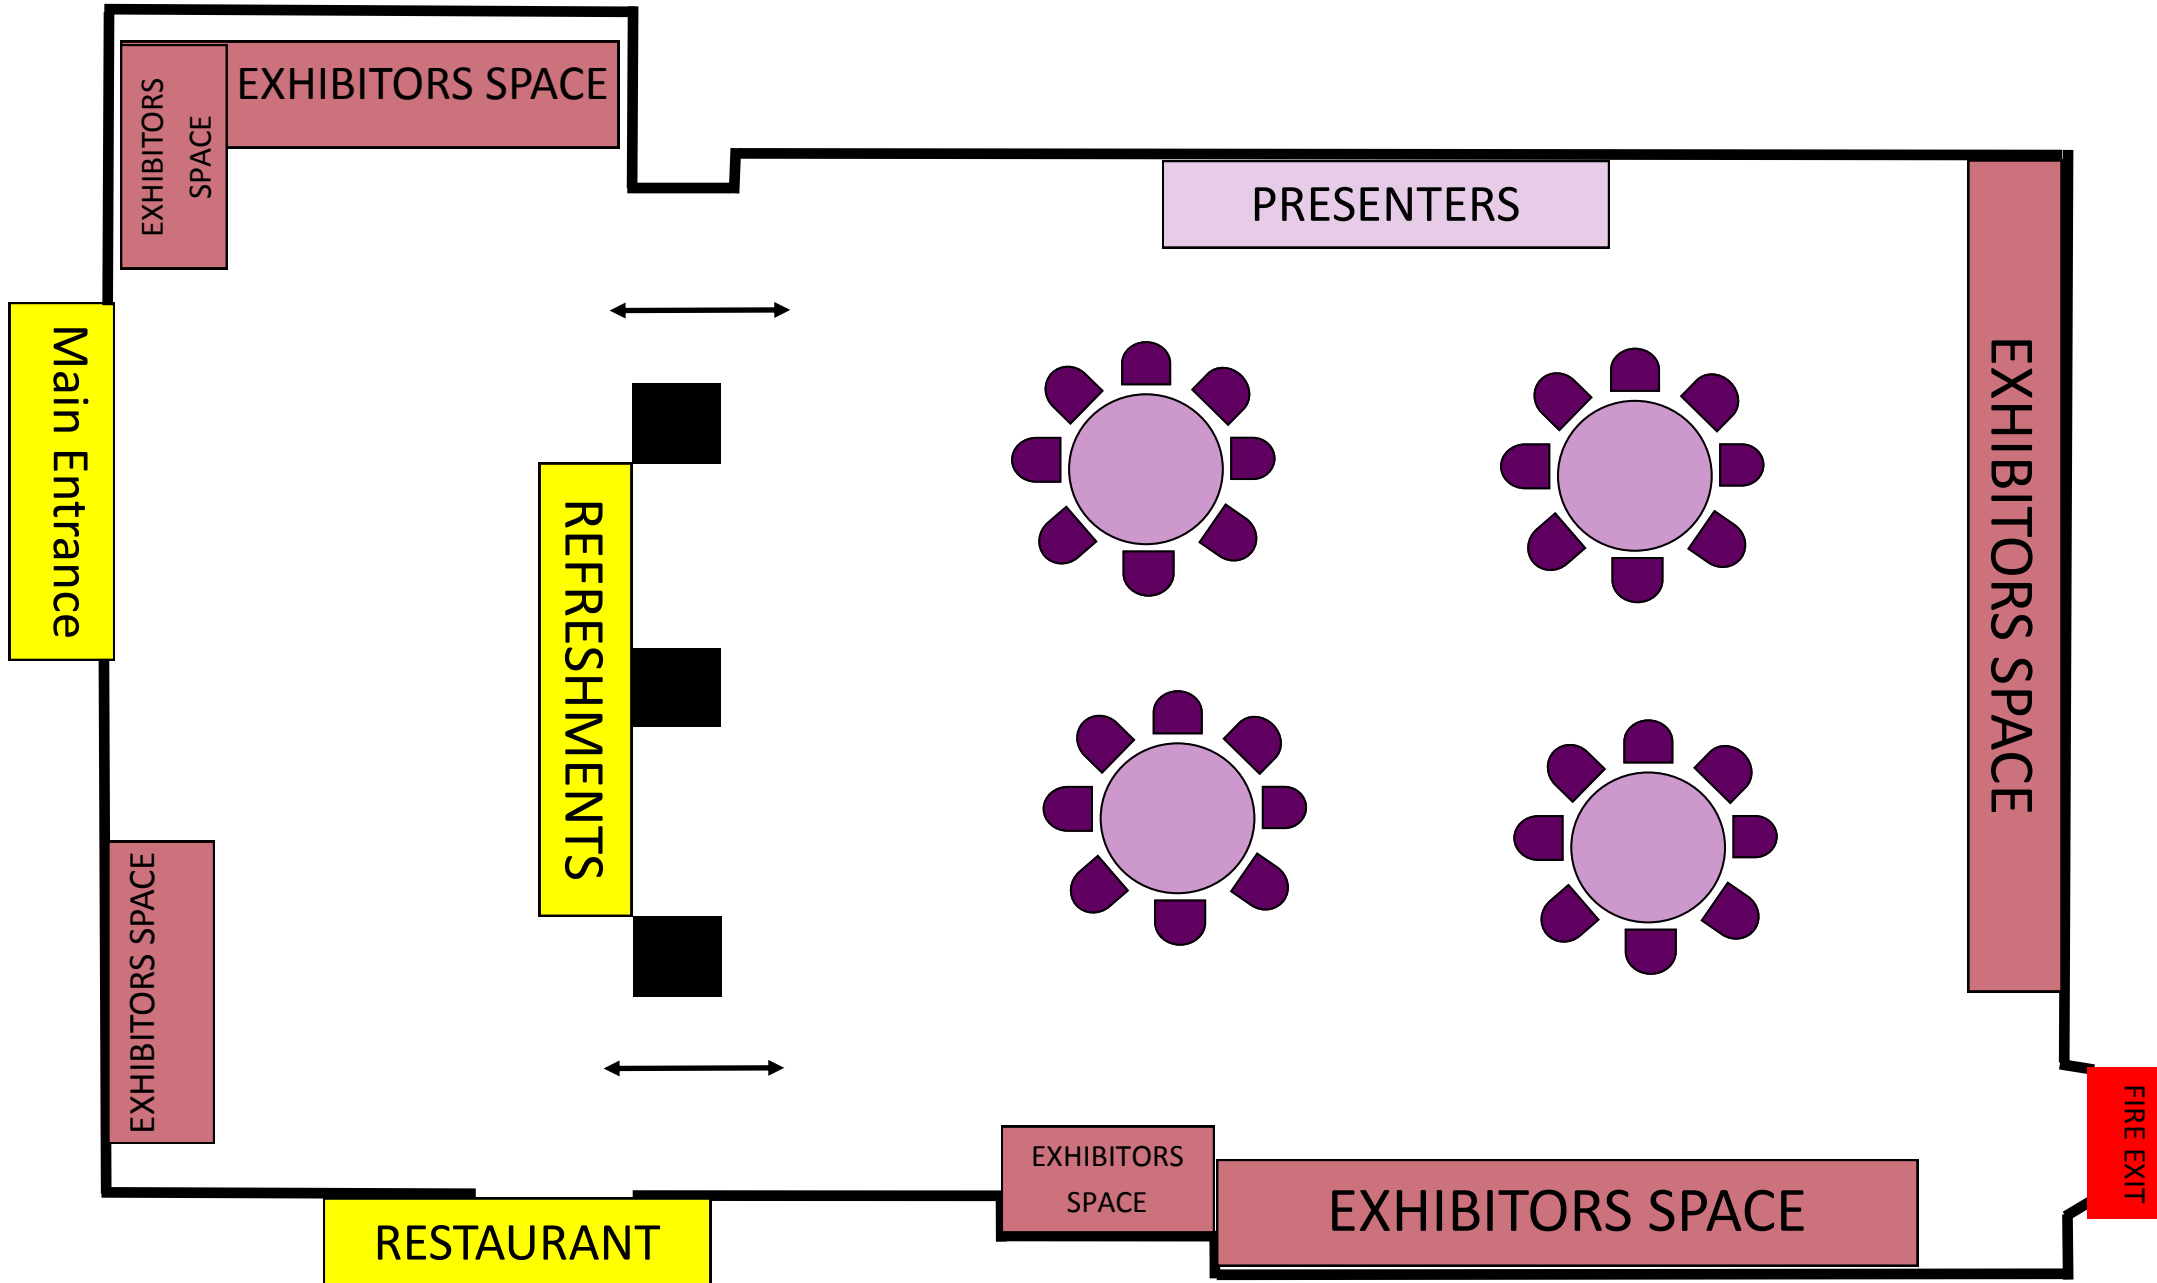 EXHIBITORS SPACE
EXHIBITORS
SPACE
PRESENTERS
Main Entrance
REFRESHMENTS
EXHIBITORS SPACE
EXHIBITORS SPACE
EXHIBITORS
SPACE
EXHIBITORS SPACE
FIRE EXIT
RESTAURANT